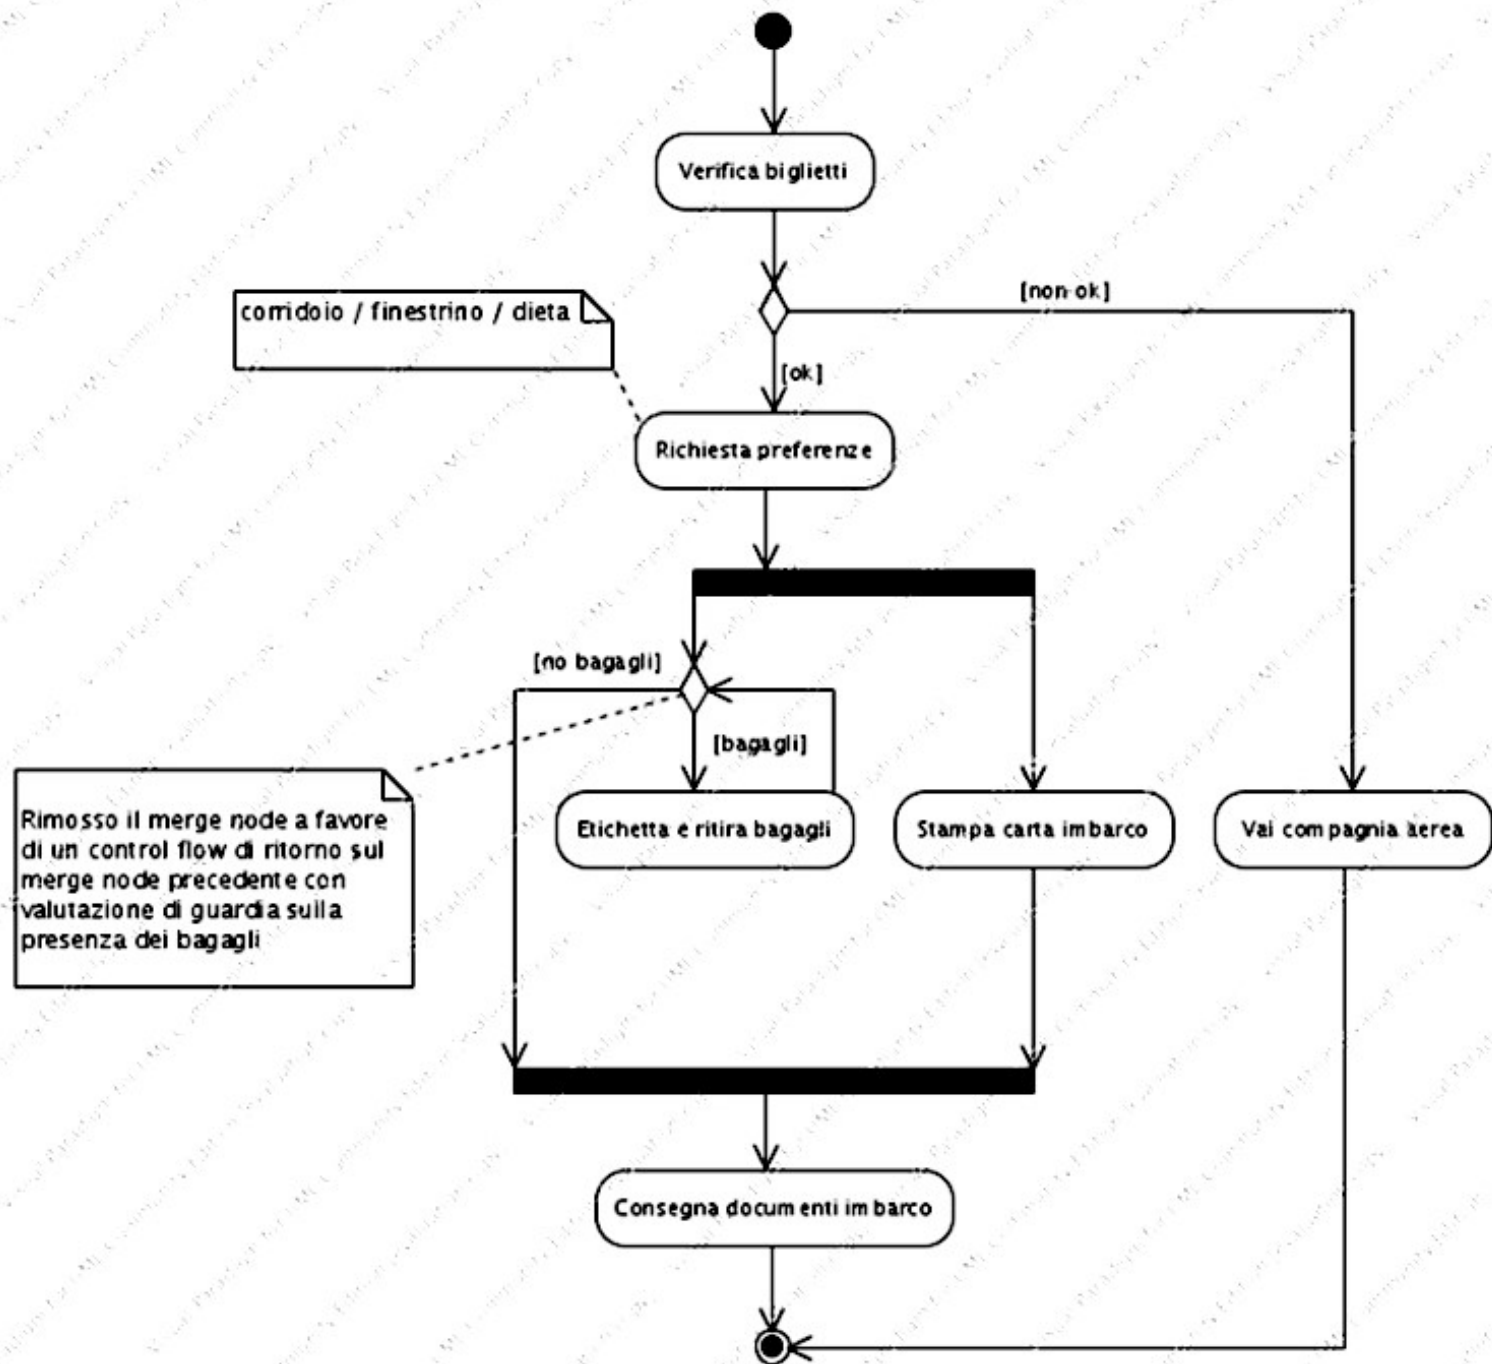 Verifica biglietti
[non-ok]
corridoio / finestrino / dieta
[ok]
Richiesta preferenze
[no bagagli]
[bagagli]
Rimosso il merge node a favore
di un control flow di ritorno sul
merge node precedente con
valutazione di guardia sulla
presenza dei bagagli
Etichetta e ritira bagagli
Stampa carta imbarco
Vai compagnia aerea
Consegna documenti imbarco